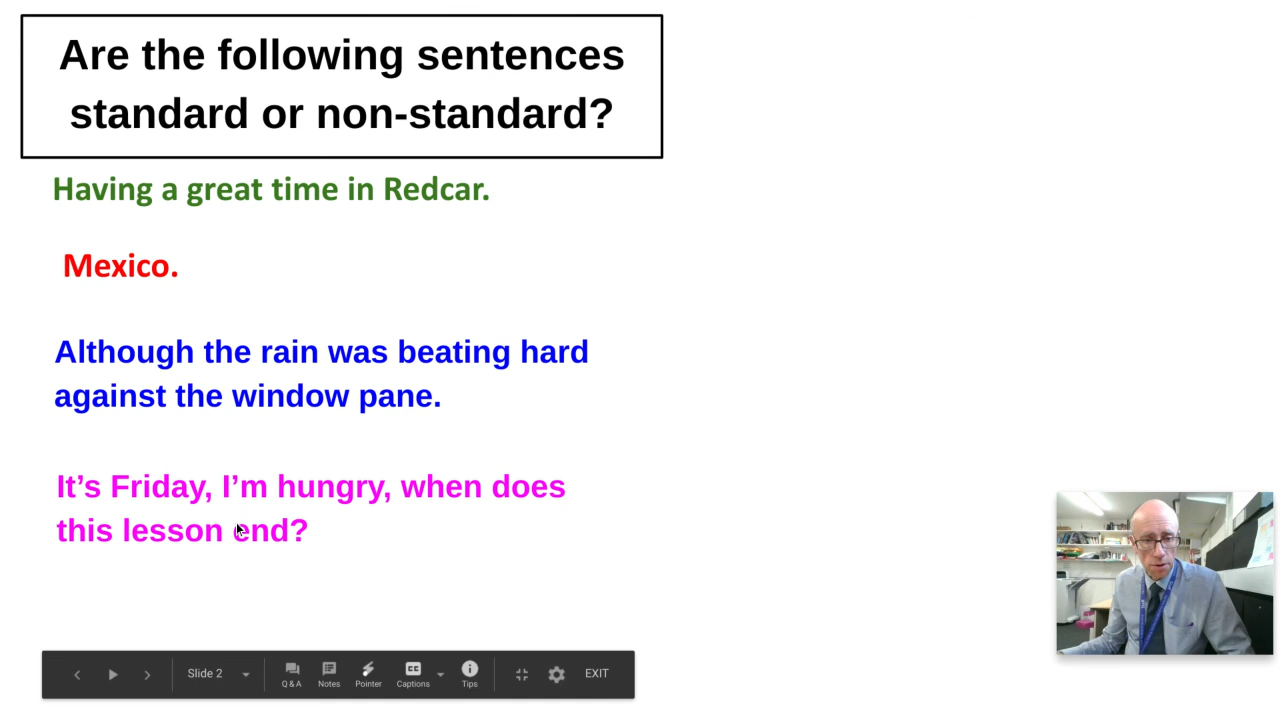 Are the following sentences
standard or non-standard?
Having a great time in Redcar.
Mexico.
Although the rain was beating hard
against the window pane.
It’s Friday, I’m hungry, when does
this lesson end?
Slide 2
Q & A
Notes
Pointer
CC
Captions
Tips
EXIT